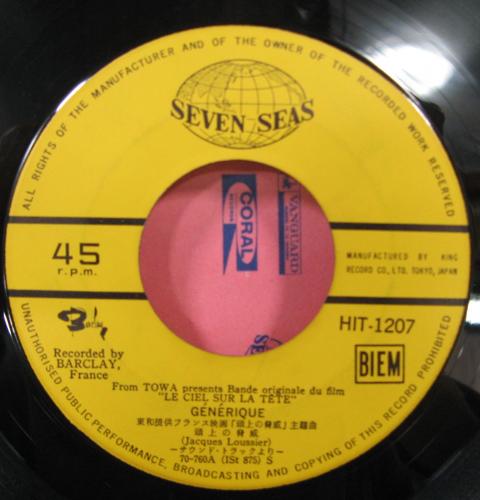 ALL RIGHTS OF THE MANUFACTURER AND OF THE OWNER OF THE RECORDED WORK RESERVED
SEVEN SEAS
CORAL
RECORDS
VANGUARD
45
r.p.m.
MANUFACTURED BY KING
RECORD CO., LTD. TOKYO, JAPAN
Barclay
HIT-1207
BIEM
Recorded by
BARCLAY,
France
From TOWA presents Bande originale du film
"LE CIEL SUR LA TÊTE"
GÉNÉRIQUE
東和提供フランス映画「頭上の脅威」主題曲
頭上の脅威
(Jacques Loussier)
―サウンド・トラックより―
70-760A (ISt 875) S
UNAUTHORISED PUBLIC PERFORMANCE, BROADCASTING AND COPYING OF THIS RECORD PROHIBITED